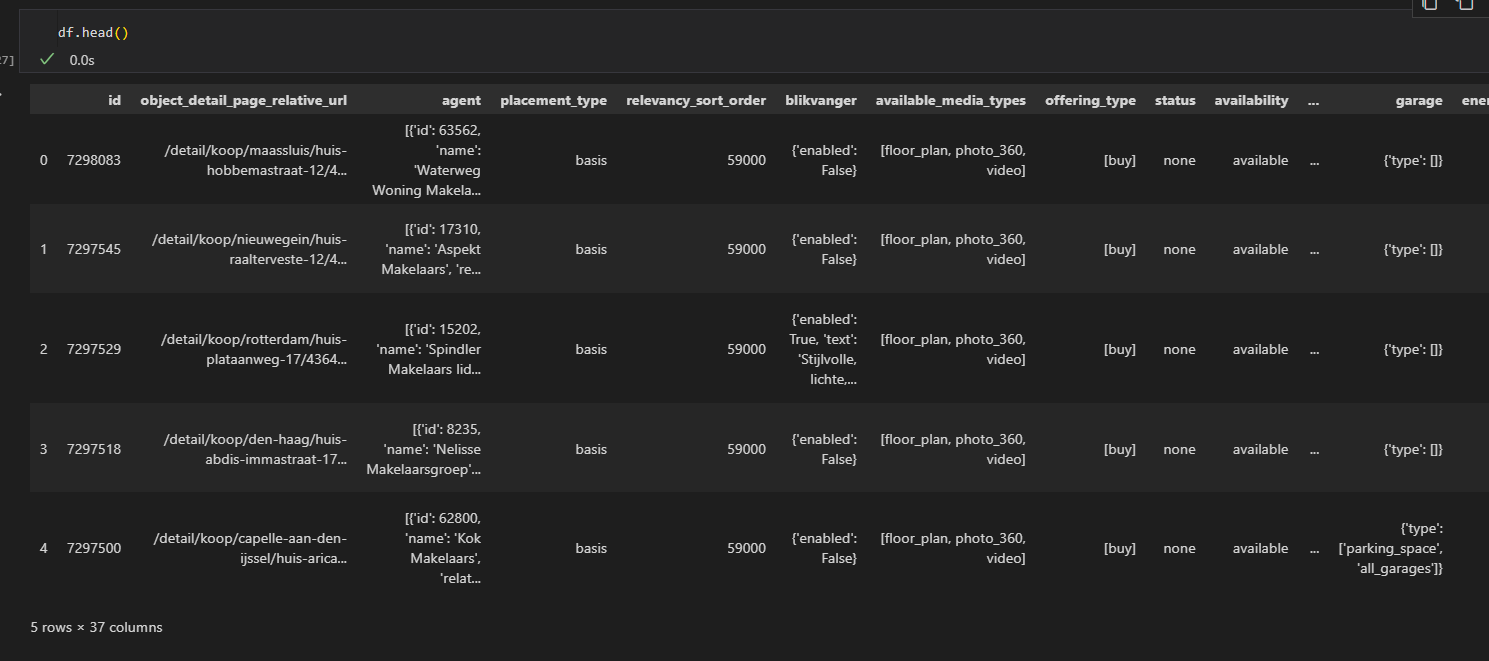 df.head()
7]
0.0s
id object_detail_page_relative_url agent placement_type relevancy_sort_order blikvanger available_media_types offering_type status availability ... garage ener
0 7298083 /detail/koop/maassluis/huis-hobbemastraat-12/4... [{'id': 63562, 'name': 'Waterweg Woning Makela... basis 59000 {'enabled': False} [floor_plan, photo_360, video] [buy] none available ... {'type': []}
1 7297545 /detail/koop/nieuwegein/huis-raalterveste-12/4... [{'id': 17310, 'name': 'Aspekt Makelaars', 're... basis 59000 {'enabled': False} [floor_plan, photo_360, video] [buy] none available ... {'type': []}
2 7297529 /detail/koop/rotterdam/huis-plataanweg-17/4364... [{'id': 15202, 'name': 'Spindler Makelaars lid... basis 59000 {'enabled': True, 'text': 'Stijlvolle, lichte,... [floor_plan, photo_360, video] [buy] none available ... {'type': []}
3 7297518 /detail/koop/den-haag/huis-abdis-immastraat-17... [{'id': 8235, 'name': 'Nelisse Makelaarsgroep'... basis 59000 {'enabled': False} [floor_plan, photo_360, video] [buy] none available ... {'type': []}
4 7297500 /detail/koop/capelle-aan-den-ijssel/huis-arica... [{'id': 62800, 'name': 'Kok Makelaars', 'relat... basis 59000 {'enabled': False} [floor_plan, photo_360, video] [buy] none available ... {'type': ['parking_space', 'all_garages']}
5 rows × 37 columns